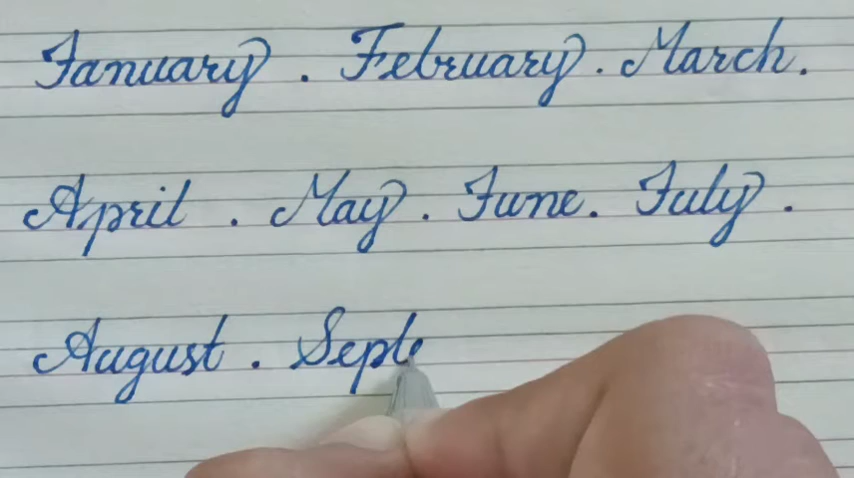 January . February . March .
April . May . June . July .
August . Septe